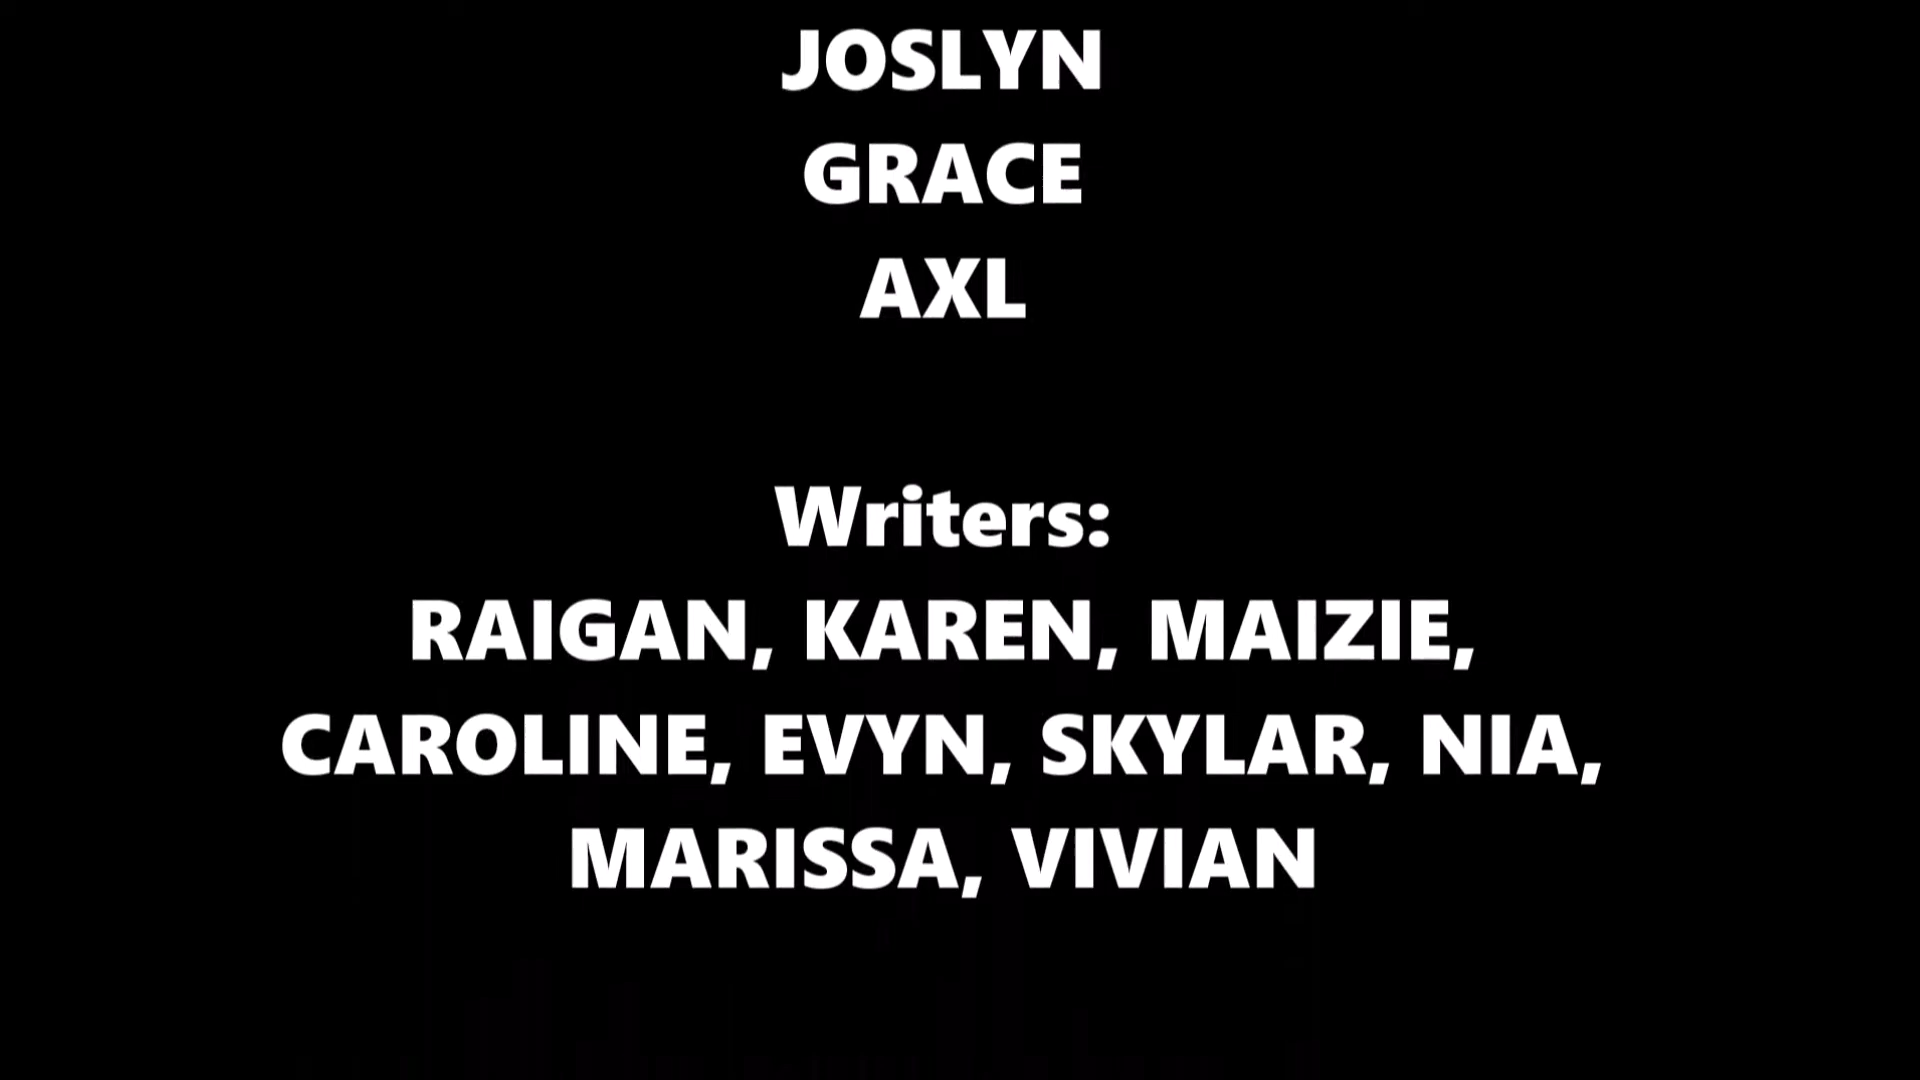 JOSLYN
GRACE
AXL
Writers:
RAIGAN, KAREN, MAIZIE,
CAROLINE, EVYN, SKYLAR, NIA,
MARISSA, VIVIAN